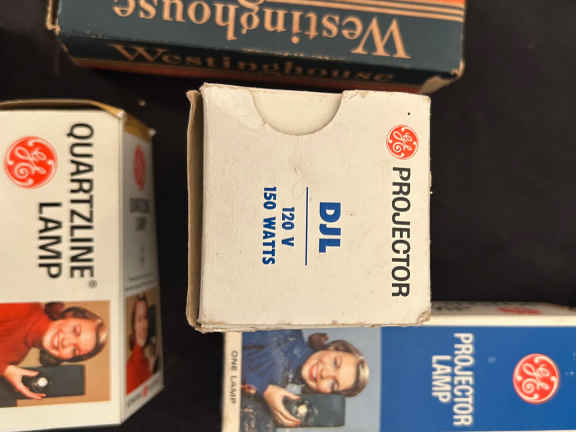 Westinghouse
Westinghouse
GE
QUARTZLINE®
LAMP
GE
PROJECTOR
DJL
120 V
150 WATTS
GE
PROJECTOR
LAMP
ONE LAMP